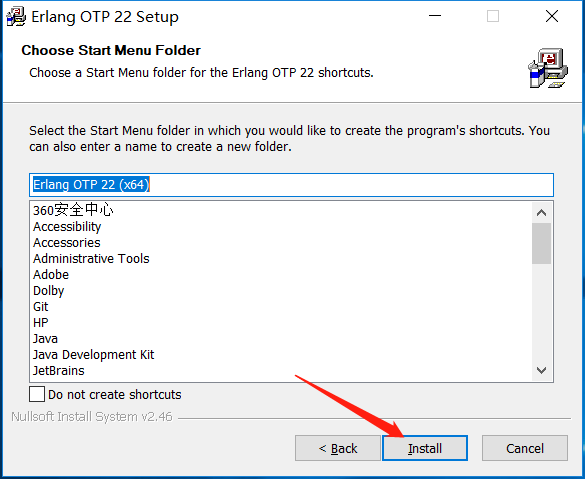 Erlang OTP 22 Setup
Choose Start Menu Folder
Choose a Start Menu folder for the Erlang OTP 22 shortcuts.
Select the Start Menu folder in which you would like to create the program's shortcuts. You
can also enter a name to create a new folder.
Erlang OTP 22 (x64)
360安全中心
Accessibility
Accessories
Administrative Tools
Adobe
Dolby
Git
HP
Java
Java Development Kit
JetBrains
Do not create shortcuts
Nullsoft Install System v2.46
< Back
Install
Cancel